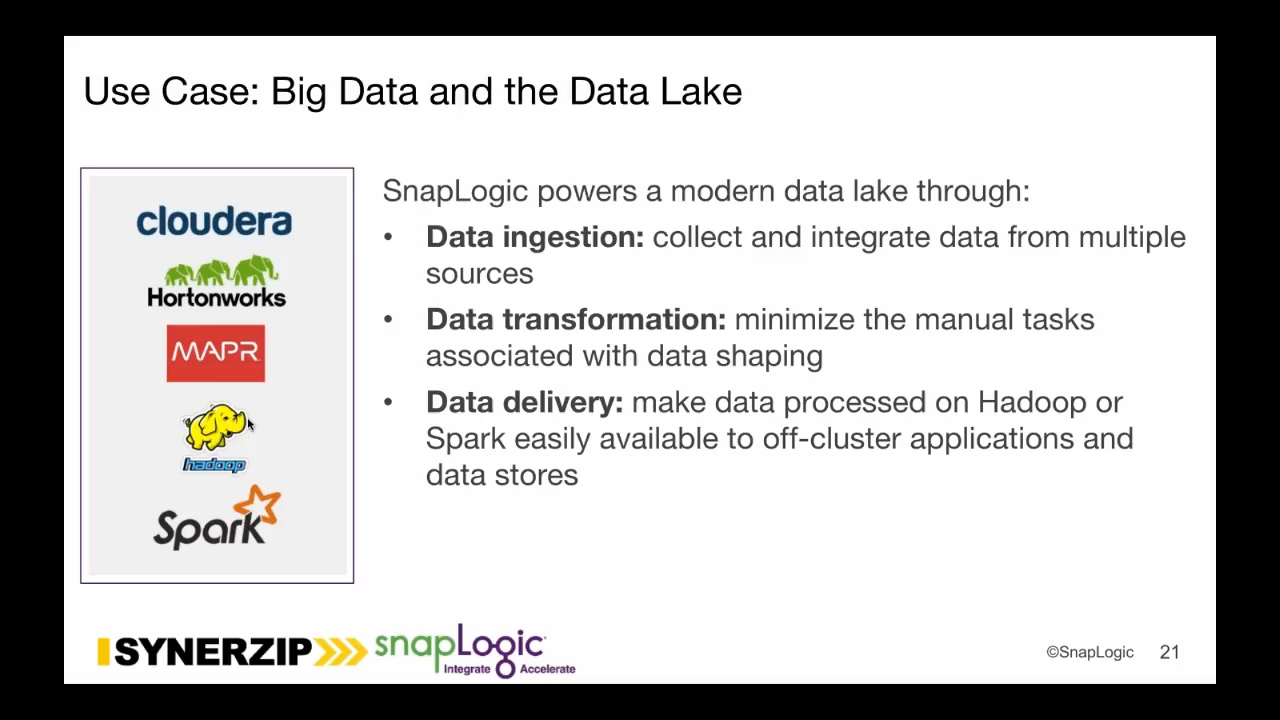 Use Case: Big Data and the Data Lake
cloudera
Hortonworks
MAPR
hadoop
Spark
SnapLogic powers a modern data lake through:
• Data ingestion: collect and integrate data from multiple
sources
• Data transformation: minimize the manual tasks
associated with data shaping
• Data delivery: make data processed on Hadoop or
Spark easily available to off-cluster applications and
data stores
SYNERZIP
snapLogic
Integrate Accelerate
©SnapLogic 21